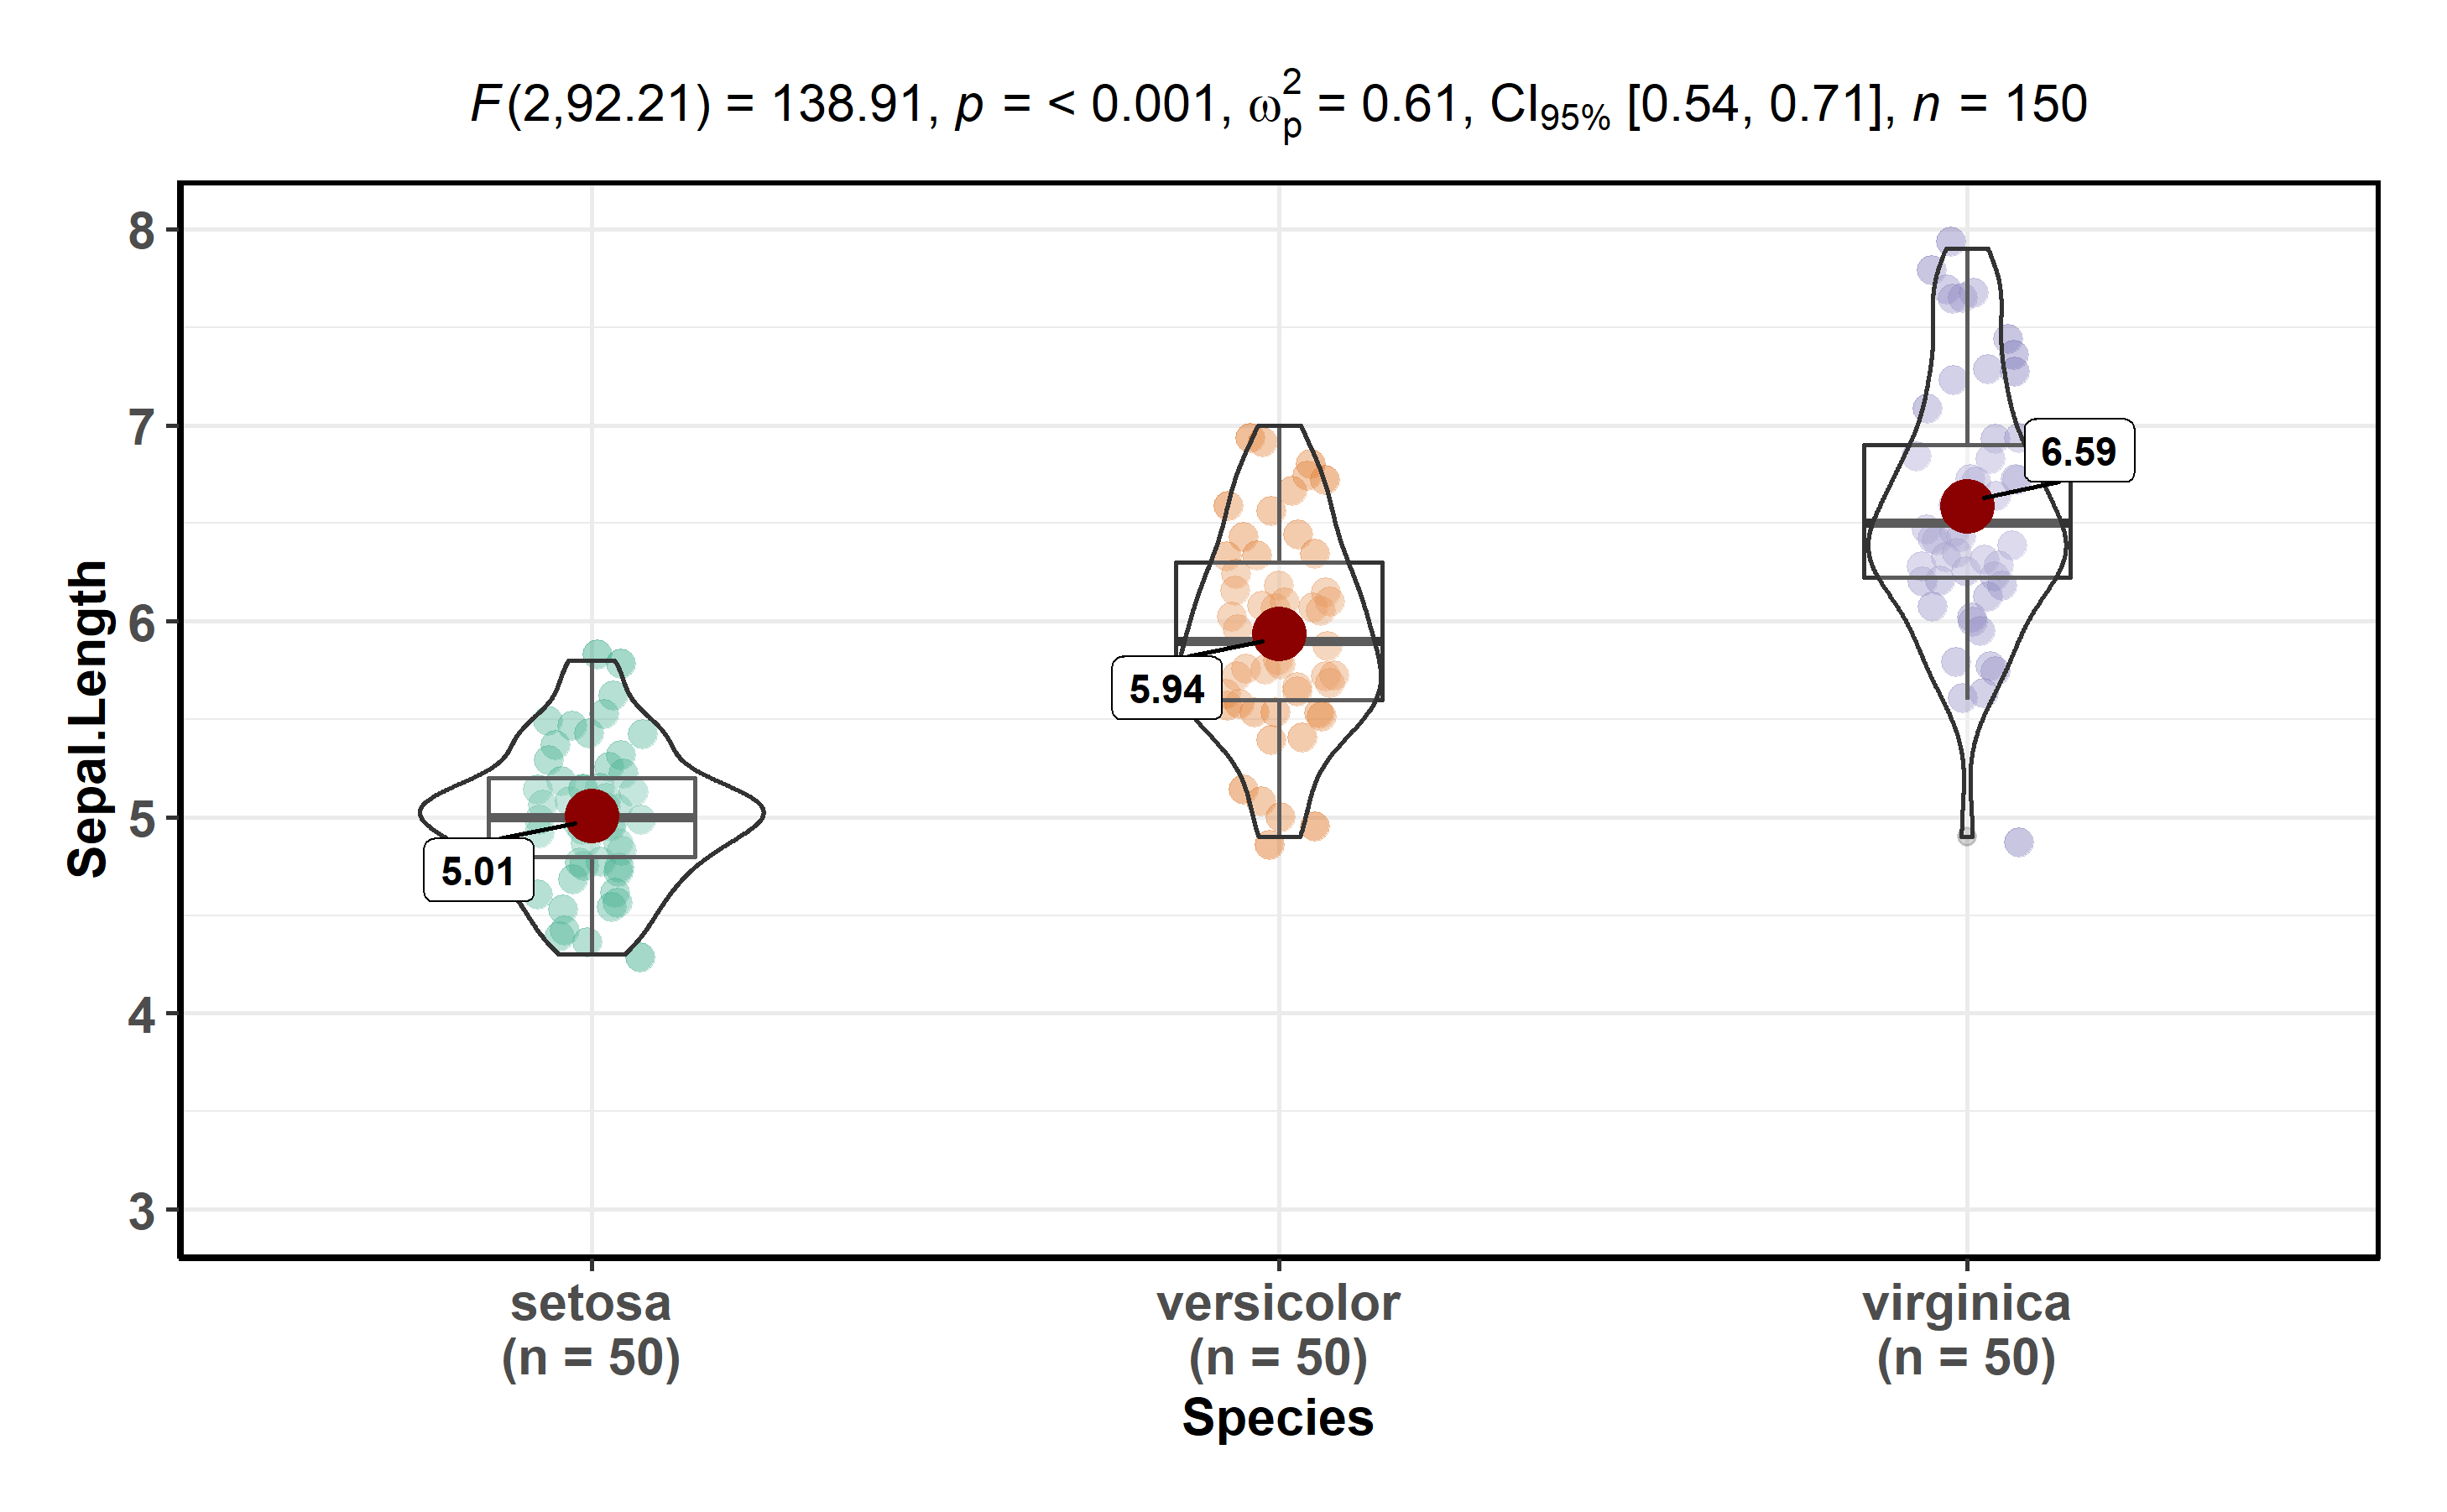 F(2,92.21) = 138.91, p = < 0.001, ω²ₚ = 0.61, CI₉₅% [0.54, 0.71], n = 150
Sepal.Length
8
7
6
5
4
3
6.59
5.94
5.01
setosa
(n = 50)
versicolor
(n = 50)
virginica
(n = 50)
Species